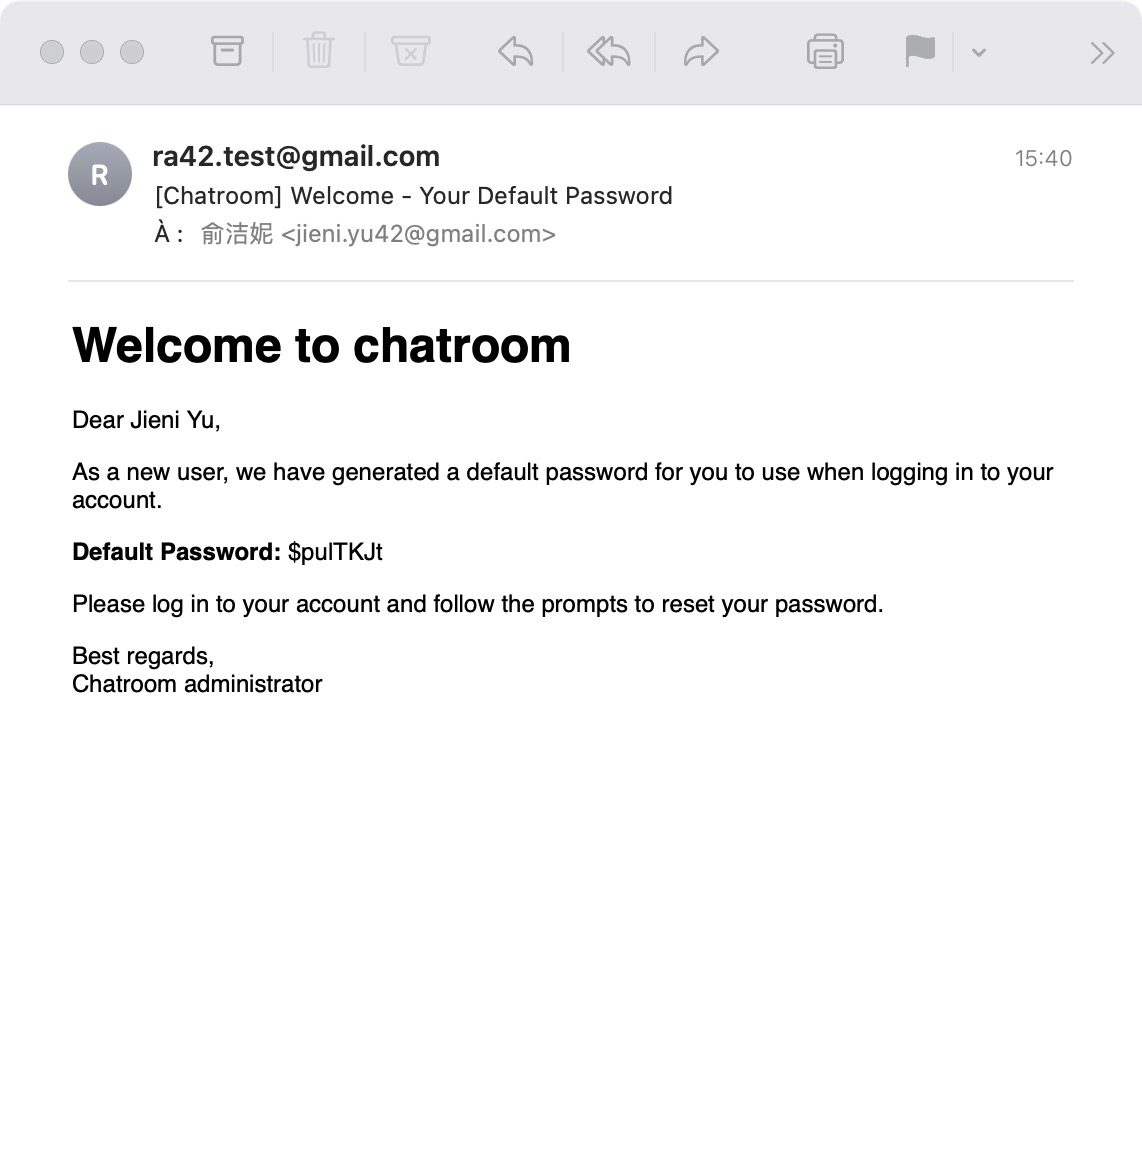 R
ra42.test@gmail.com
15:40
[Chatroom] Welcome - Your Default Password
À : 俞洁妮 <jieni.yu42@gmail.com>
Welcome to chatroom
Dear Jieni Yu,
As a new user, we have generated a default password for you to use when logging in to your
account.
Default Password: $pulTKJt
Please log in to your account and follow the prompts to reset your password.
Best regards,
Chatroom administrator